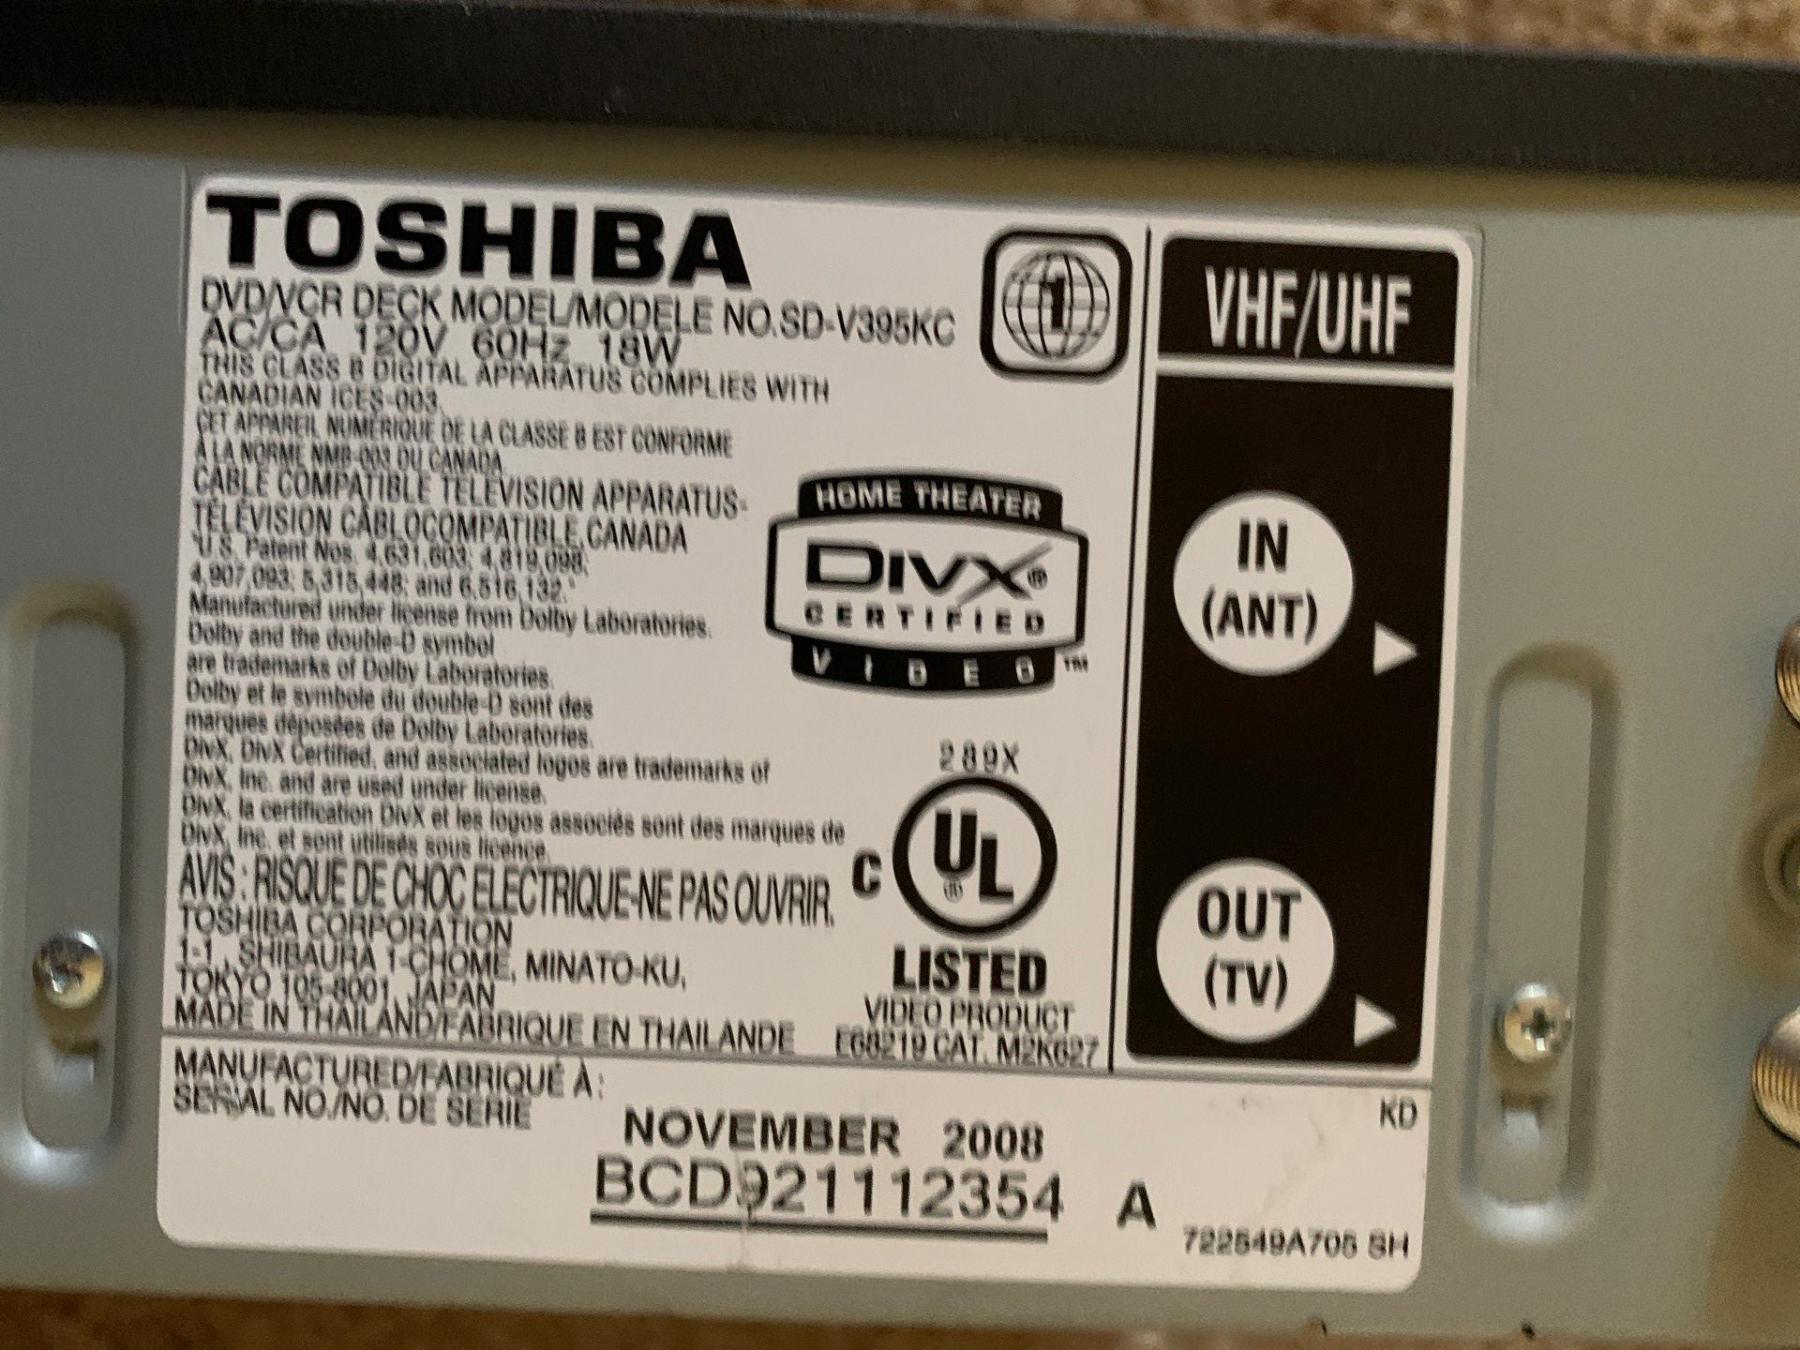 TOSHIBA
DVD/VCR DECK MODEL/MODELE NO.SD-V395KC
AC/CA 120V 60Hz 18W
THIS CLASS B DIGITAL APPARATUS COMPLIES WITH
CANADIAN ICES-003.
CET APPAREIL NUMÉRIQUE DE LA CLASSE B EST CONFORME
À LA NORME NMB-003 DU CANADA.
CABLE COMPATIBLE TELEVISION APPARATUS-
TÉLÉVISION CÂBLOCOMPATIBLE, CANADA
"U.S. Patent Nos. 4,631,603; 4,819,098;
4,907,093; 5,315,448; and 6,516,132."
Manufactured under license from Dolby Laboratories.
Dolby and the double-D symbol
are trademarks of Dolby Laboratories.
Dolby et le symbole du double-D sont des
marques déposées de Dolby Laboratories.
DivX, DivX Certified, and associated logos are trademarks of
DivX, Inc. and are used under license.
DivX, la certification DivX et les logos associés sont des marques de
DivX, Inc. et sont utilisés sous licence.
AVIS : RISQUE DE CHOC ELECTRIQUE-NE PAS OUVRIR.
TOSHIBA CORPORATION
1-1, SHIBAURA 1-CHOME, MINATO-KU,
TOKYO 105-8001, JAPAN
MADE IN THAILAND/FABRIQUE EN THAILANDE
1
HOME THEATER
DIVX®
CERTIFIED
VIDEO™
289X
C UL®
LISTED
VIDEO PRODUCT
E68219 CAT. M2K627
VHF/UHF
IN
(ANT)
OUT
(TV)
MANUFACTURED/FABRIQUÉ À:
SERIAL NO./NO. DE SERIE
NOVEMBER 2008
BCD921112354 A
KD
722549A705 SH